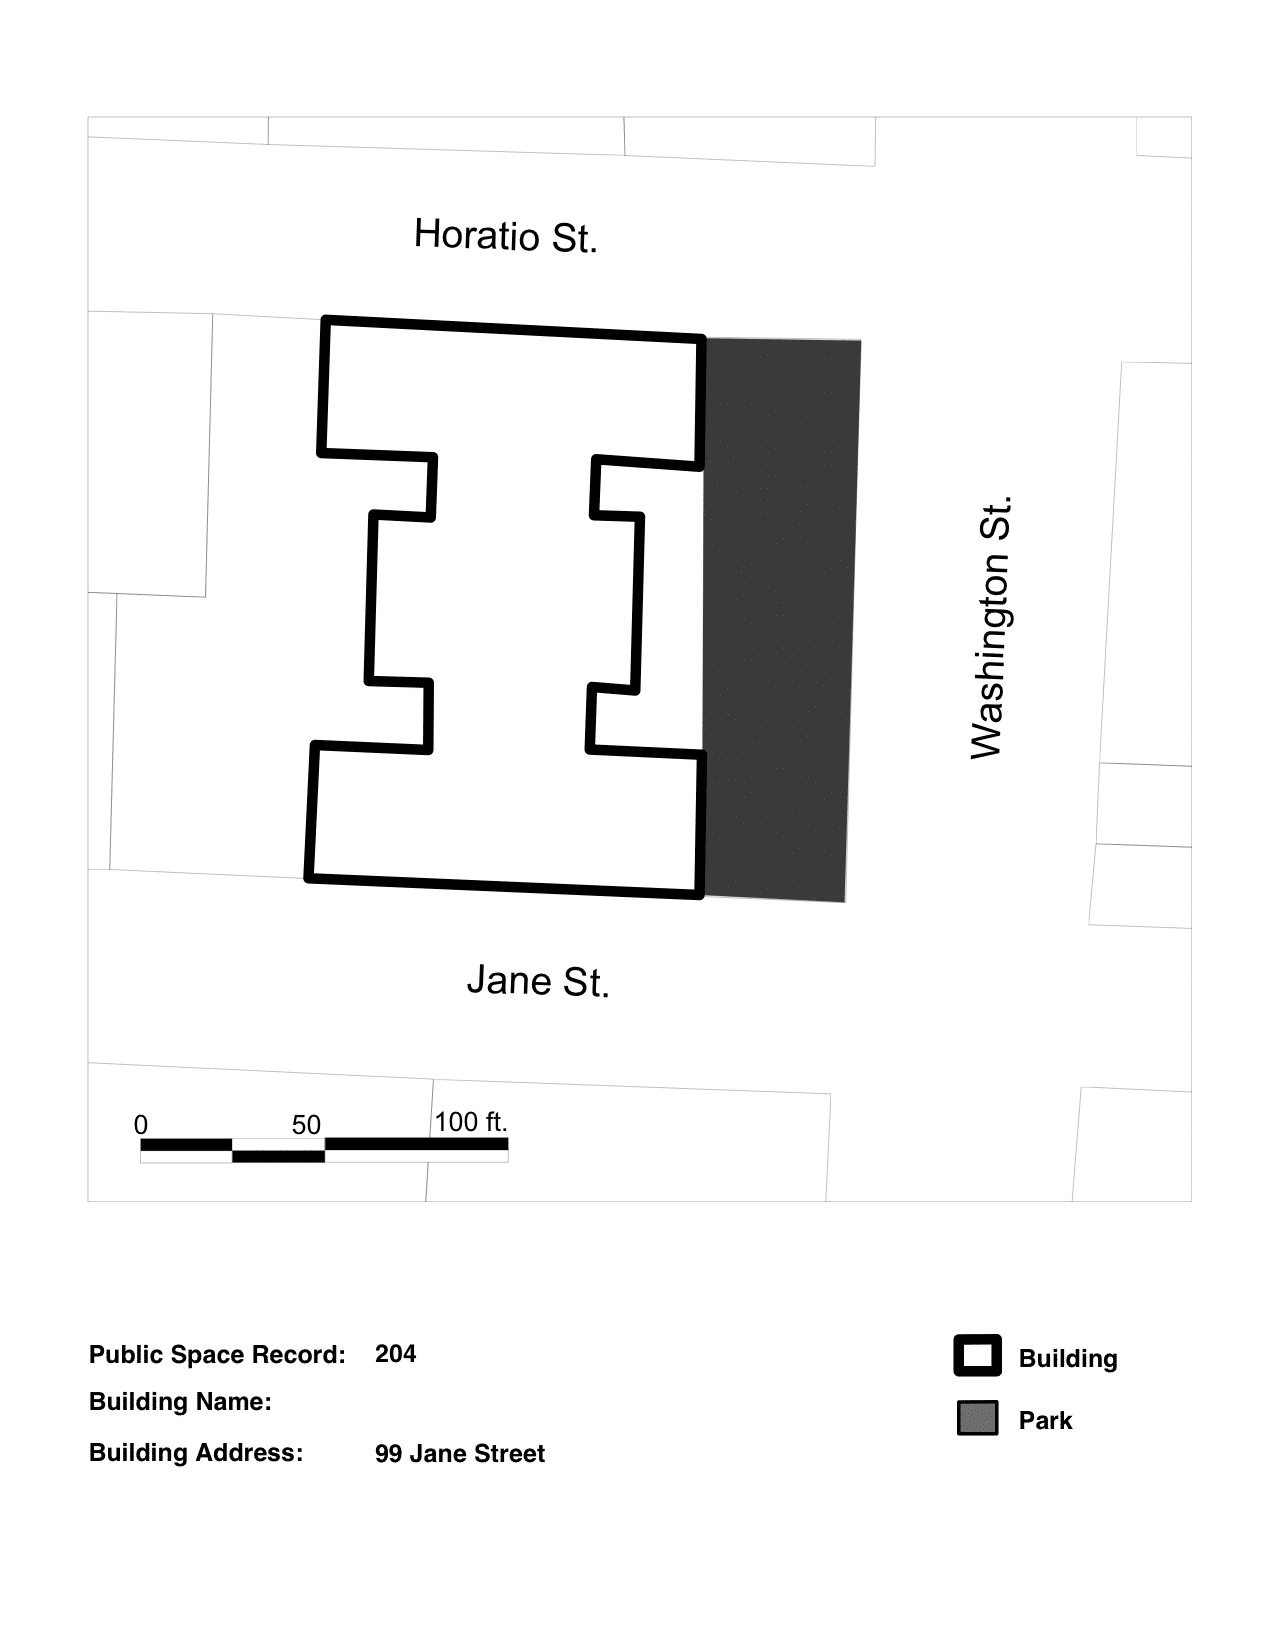 Horatio St.
Washington St.
Jane St.
0 50 100 ft.
Public Space Record: 204
Building Name:
Building Address: 99 Jane Street
Building
Park